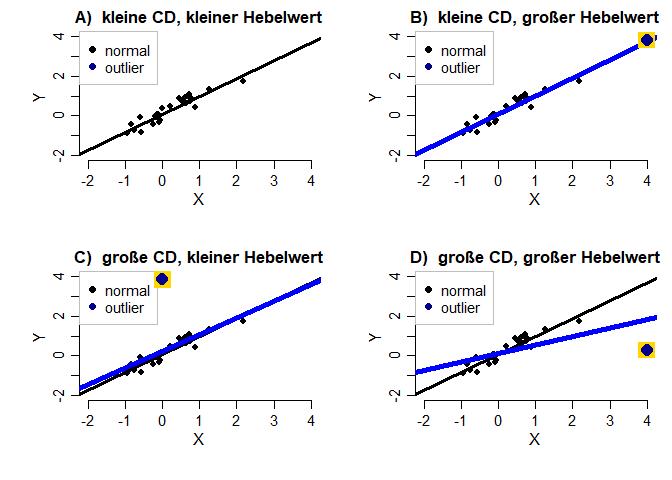 A)  kleine CD, kleiner Hebelwert
4
2
0
-2
Y
normal
outlier
-2 -1 0 1 2 3 4
X
B)  kleine CD, großer Hebelwert
4
2
0
-2
Y
normal
outlier
-2 -1 0 1 2 3 4
X
C)  große CD, kleiner Hebelwert
4
2
0
-2
Y
normal
outlier
-2 -1 0 1 2 3 4
X
D)  große CD, großer Hebelwert
4
2
0
-2
Y
normal
outlier
-2 -1 0 1 2 3 4
X